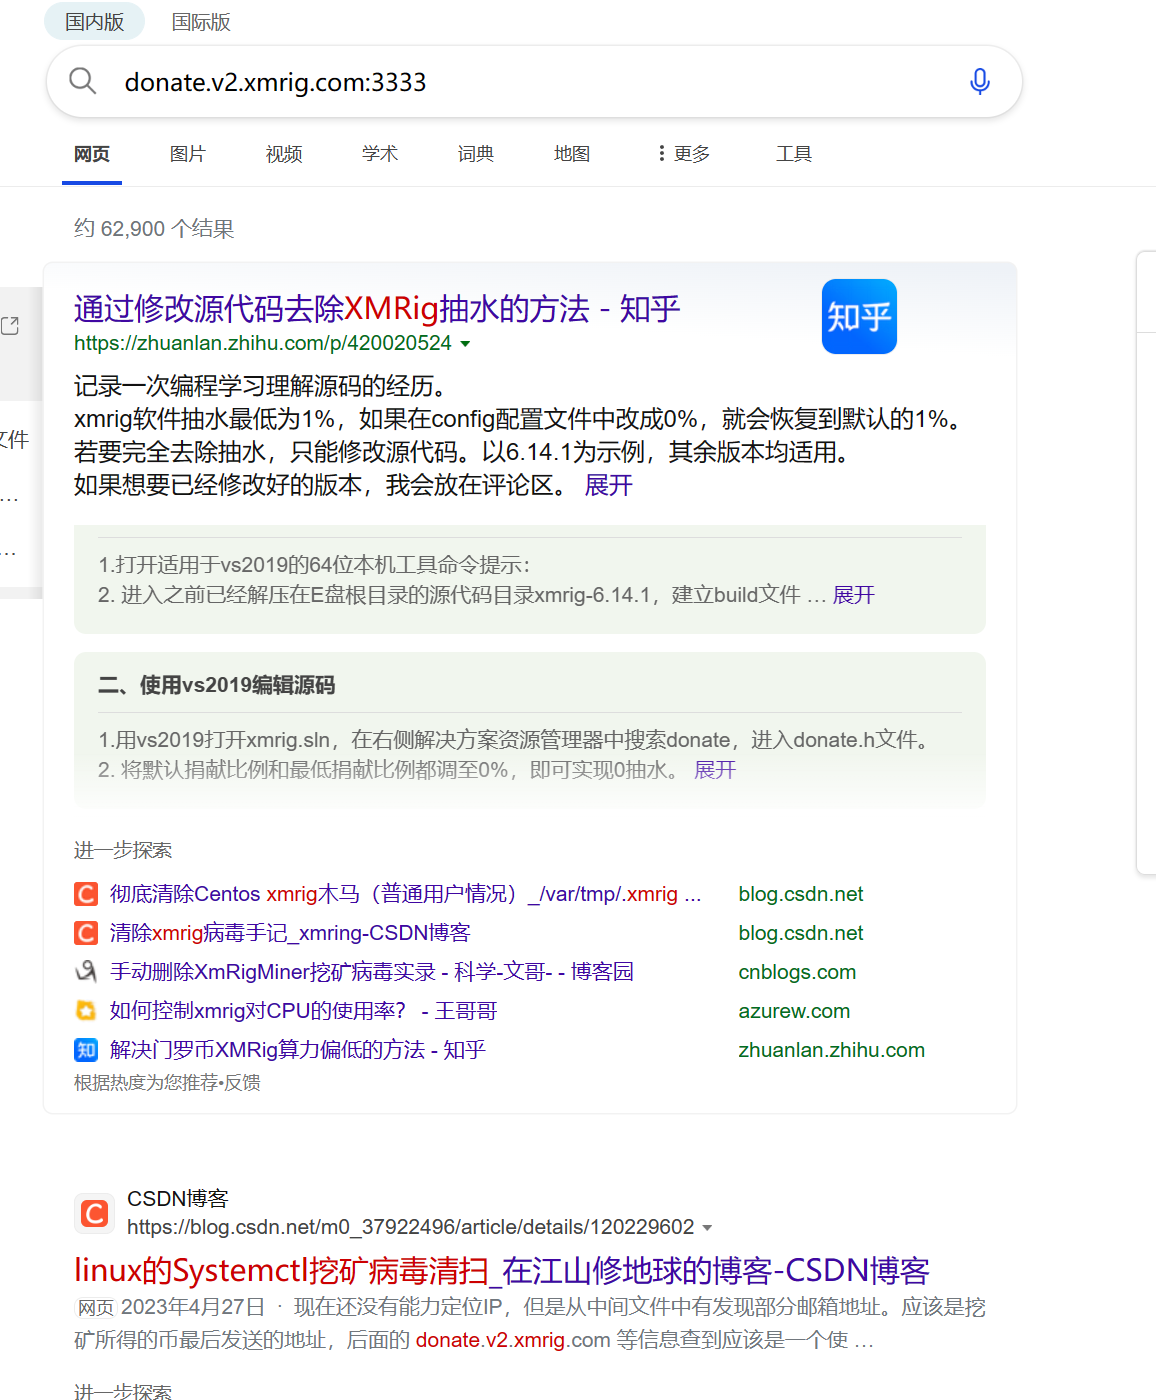 国内版 国际版
donate.v2.xmrig.com:3333
网页 图片 视频 学术 词典 地图 更多 工具
约 62,900 个结果
通过修改源代码去除XMRig抽水的方法 - 知乎
知乎
https://zhuanlan.zhihu.com/p/420020524
记录一次编程学习理解源码的经历。
xmrig软件抽水最低为1%，如果在config配置文件中改成0%，就会恢复到默认的1%。
文件
若要完全去除抽水，只能修改源代码。以6.14.1为示例，其余版本均适用。
...
如果想要已经修改好的版本，我会放在评论区。 展开
...
1.打开适用于vs2019的64位本机工具命令提示：
2. 进入之前已经解压在E盘根目录的源代码目录xmrig-6.14.1，建立build文件 ... 展开
二、使用vs2019编辑源码
1.用vs2019打开xmrig.sln，在右侧解决方案资源管理器中搜索donate，进入donate.h文件。
2. 将默认捐献比例和最低捐献比例都调至0%，即可实现0抽水。 展开
进一步探索
彻底清除Centos xmrig木马（普通用户情况）_/var/tmp/.xmrig ... blog.csdn.net
清除xmrig病毒手记_xmring-CSDN博客 blog.csdn.net
手动删除XmRigMiner挖矿病毒实录 - 科学-文哥- - 博客园 cnblogs.com
如何控制xmrig对CPU的使用率？ - 王哥哥 azurew.com
知 解决门罗币XMRig算力偏低的方法 - 知乎 zhuanlan.zhihu.com
根据热度为您推荐•反馈
CSDN博客
https://blog.csdn.net/m0_37922496/article/details/120229602
linux的Systemctl挖矿病毒清扫_在江山修地球的博客-CSDN博客
网页 2023年4月27日 · 现在还没有能力定位IP，但是从中间文件中有发现部分邮箱地址。应该是挖
矿所得的币最后发送的地址，后面的 donate.v2.xmrig.com 等信息查到应该是一个使 ...
进一步探索